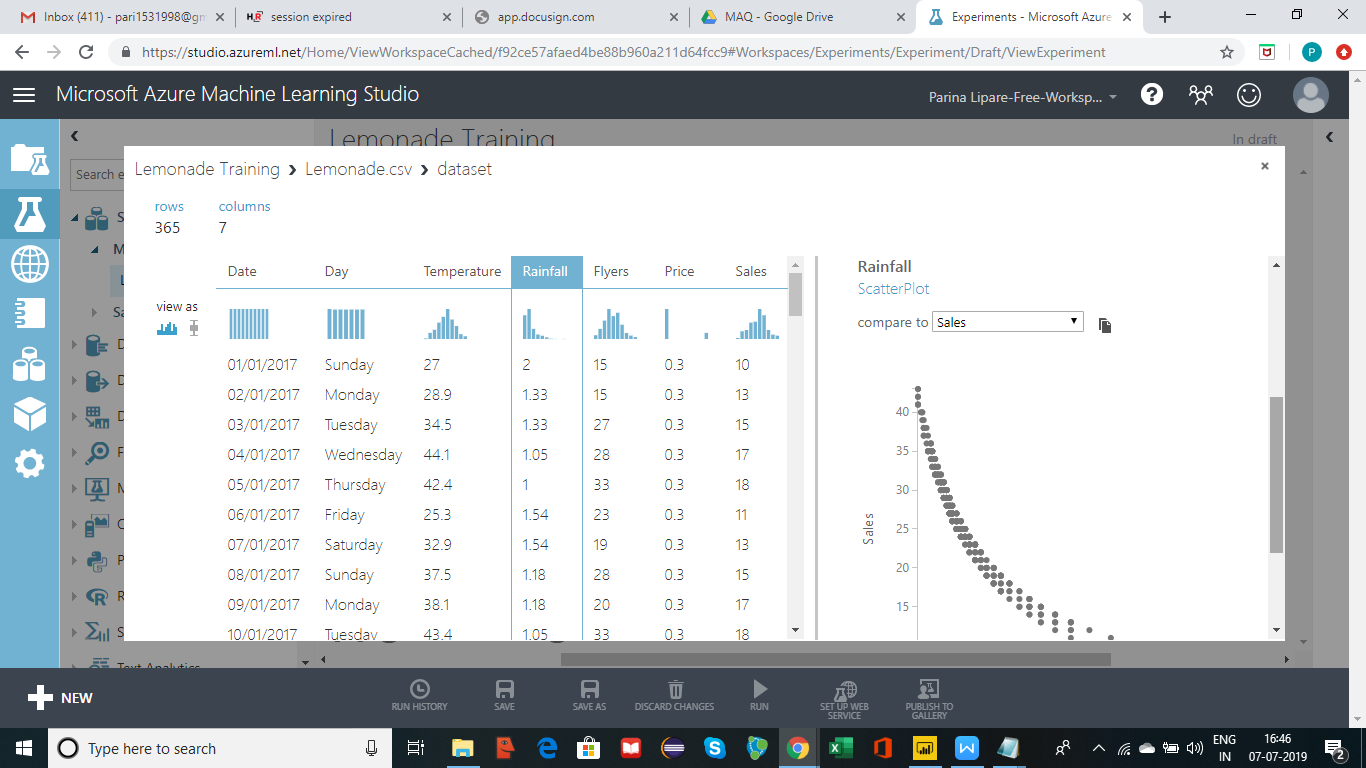 Inbox (411) - pari1531998@gm
session expired
app.docusign.com
MAQ - Google Drive
Experiments - Microsoft Azure
https://studio.azureml.net/Home/ViewWorkspaceCached/f92ce57afaed4be88b960a211d64fcc9#Workspaces/Experiments/Experiment/Draft/ViewExperiment
P
Microsoft Azure Machine Learning Studio
Parina Lipare-Free-Worksp...
Lemonade Training
In draft
Search e
Lemonade Training > Lemonade.csv > dataset
rows columns
365 7
view as
Date Day Temperature Rainfall Flyers Price Sales
01/01/2017 Sunday 27 2 15 0.3 10
02/01/2017 Monday 28.9 1.33 15 0.3 13
03/01/2017 Tuesday 34.5 1.33 27 0.3 15
04/01/2017 Wednesday 44.1 1.05 28 0.3 17
05/01/2017 Thursday 42.4 1 33 0.3 18
06/01/2017 Friday 25.3 1.54 23 0.3 11
07/01/2017 Saturday 32.9 1.54 19 0.3 13
08/01/2017 Sunday 37.5 1.18 28 0.3 15
09/01/2017 Monday 38.1 1.18 20 0.3 17
10/01/2017 Tuesday 43.4 1.05 33 0.3 18
Rainfall
ScatterPlot
compare to Sales
40
35
30
25
20
15
Sales
Text Analytics
NEW
RUN HISTORY
SAVE
SAVE AS
DISCARD CHANGES
RUN
SET UP WEB
SERVICE
PUBLISH TO
GALLERY
Type here to search
ENG
IN
16:46
07-07-2019
2